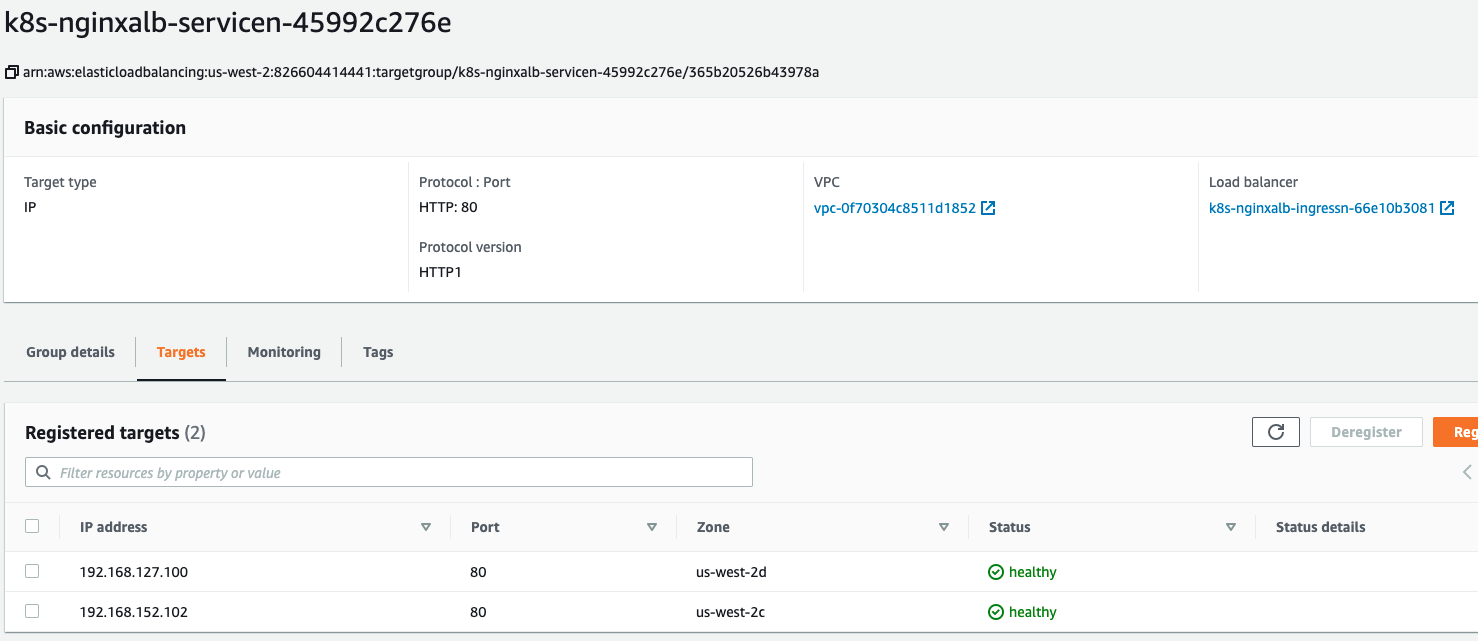 k8s-nginxalb-servicen-45992c276e
arn:aws:elasticloadbalancing:us-west-2:826604414441:targetgroup/k8s-nginxalb-servicen-45992c276e/365b20526b43978a
Basic configuration
Target type Protocol : Port VPC Load balancer
IP HTTP: 80 vpc-0f70304c8511d1852 k8s-nginxalb-ingressn-66e10b3081
Protocol version
HTTP1
Group details Targets Monitoring Tags
Registered targets (2) Deregister Reg
Filter resources by property or value
IP address Port Zone Status Status details
192.168.127.100 80 us-west-2d healthy
192.168.152.102 80 us-west-2c healthy